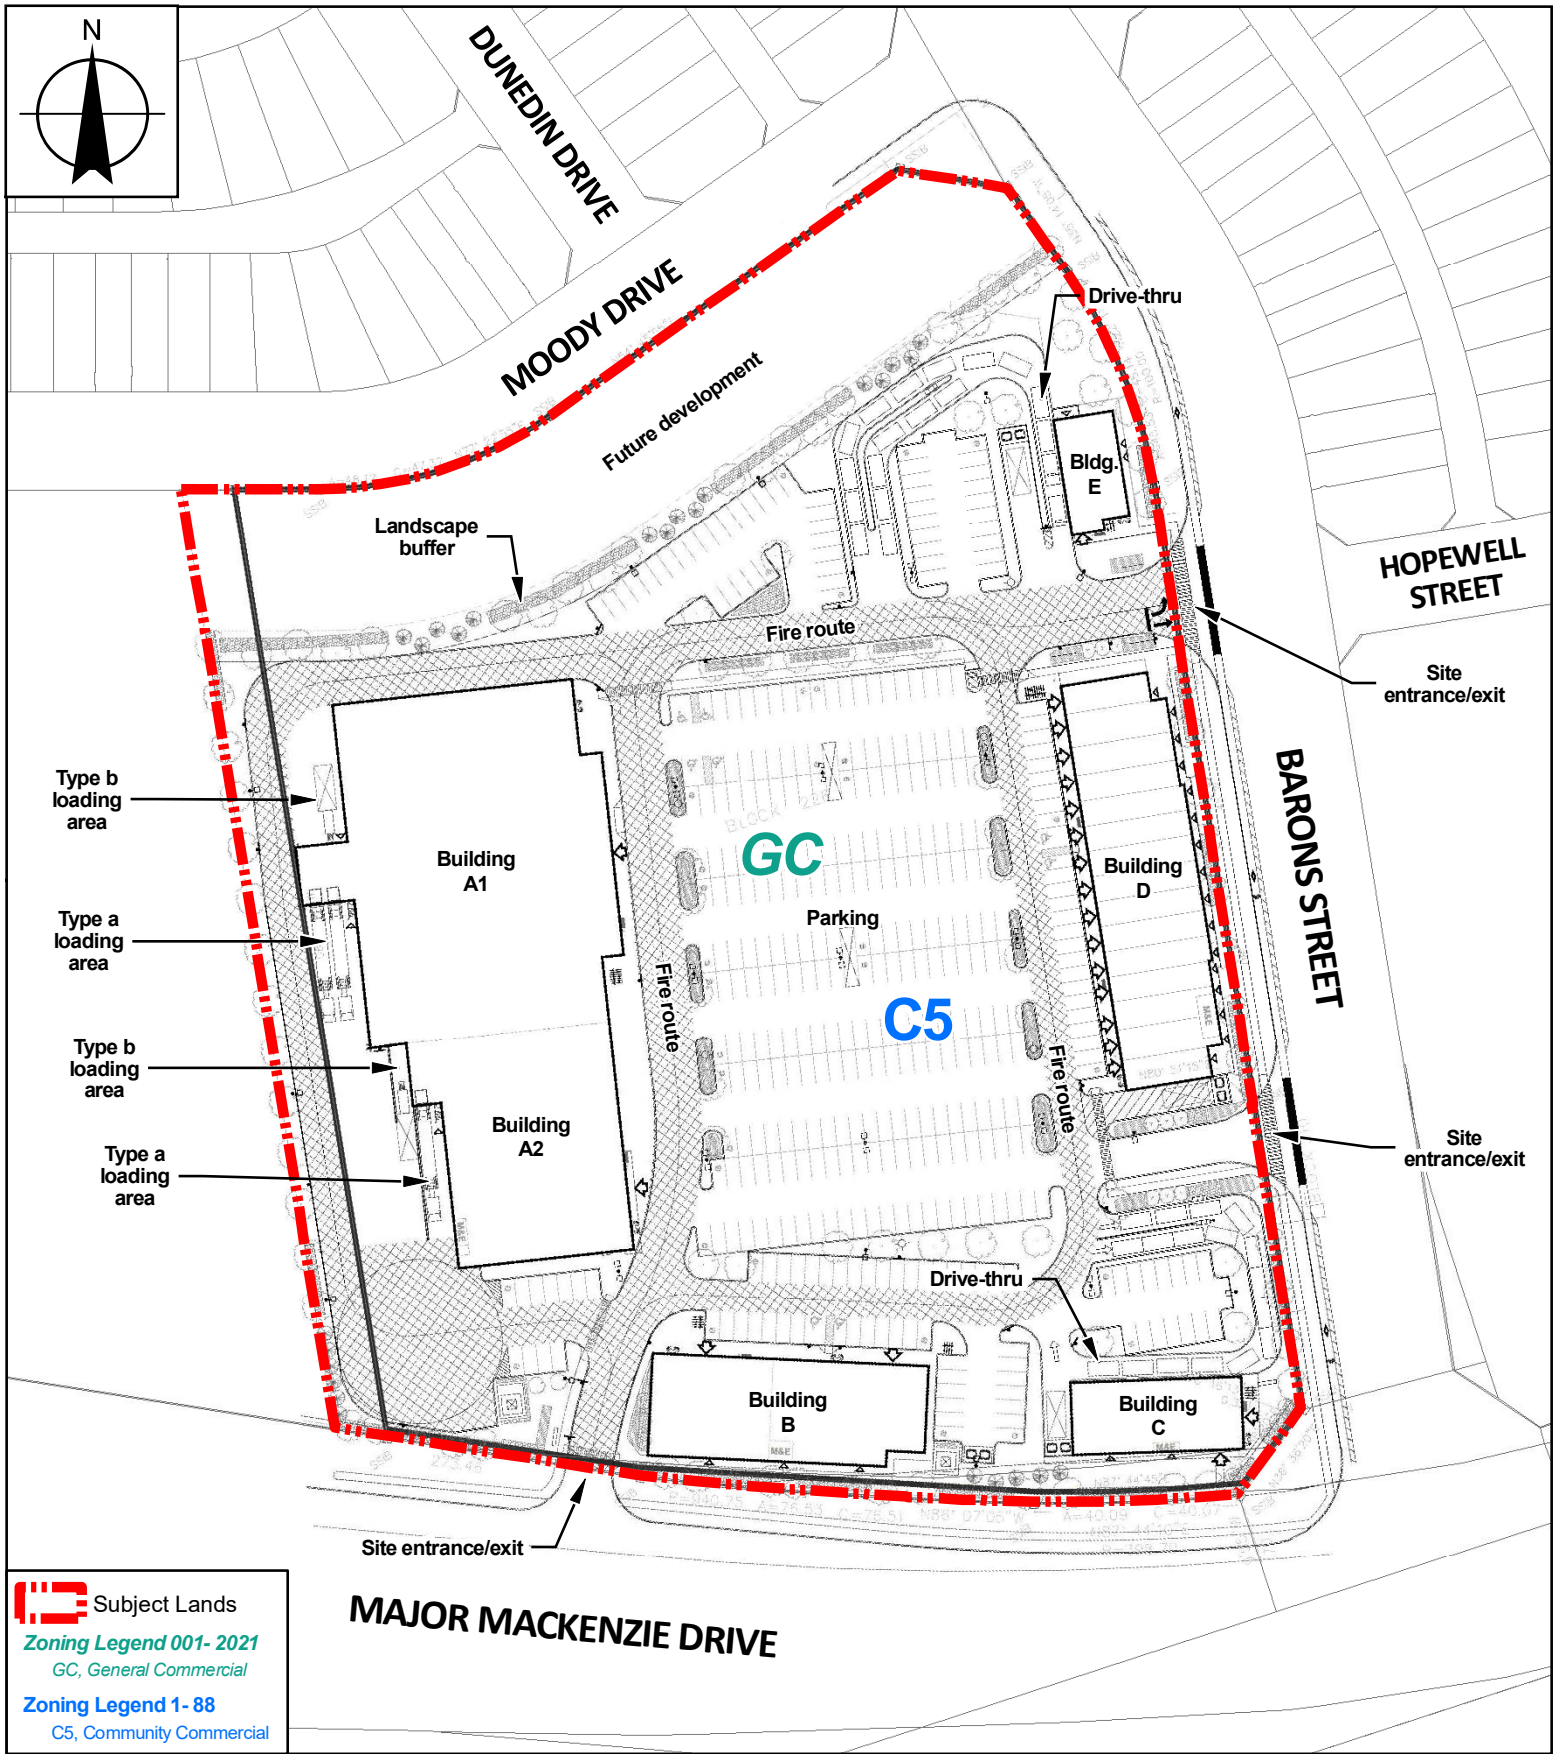 N
DUNEDIN DRIVE
MOODY DRIVE
Drive-thru
Future development
Bldg.
E
Landscape
buffer
HOPEWELL
STREET
Fire route
Site
entrance/exit
Type b
loading
area
BARONS STREET
Building
A1
GC
Building
D
Parking
Type a
loading
area
Fire route
C5
M&E
Type b
loading
area
Fire route
Building
A2
Site
entrance/exit
Type a
loading
area
M&E
Drive-thru
Building
B
M&E
Building
C
M&E
Site entrance/exit
MAJOR MACKENZIE DRIVE
Subject Lands
Zoning Legend 001- 2021
GC, General Commercial
Zoning Legend 1- 88
C5, Community Commercial